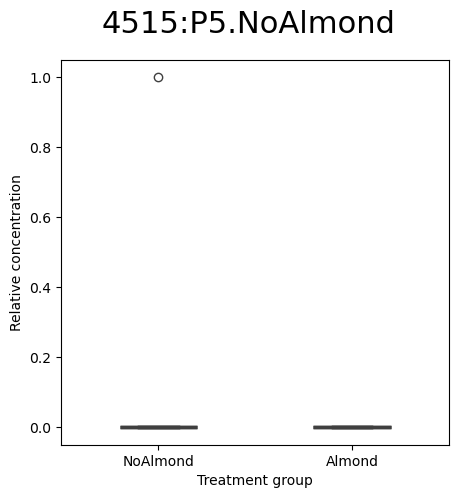 4515:P5.NoAlmond
1.0
0.8
0.6
0.4
0.2
0.0
Relative concentration
NoAlmond
Almond
Treatment group